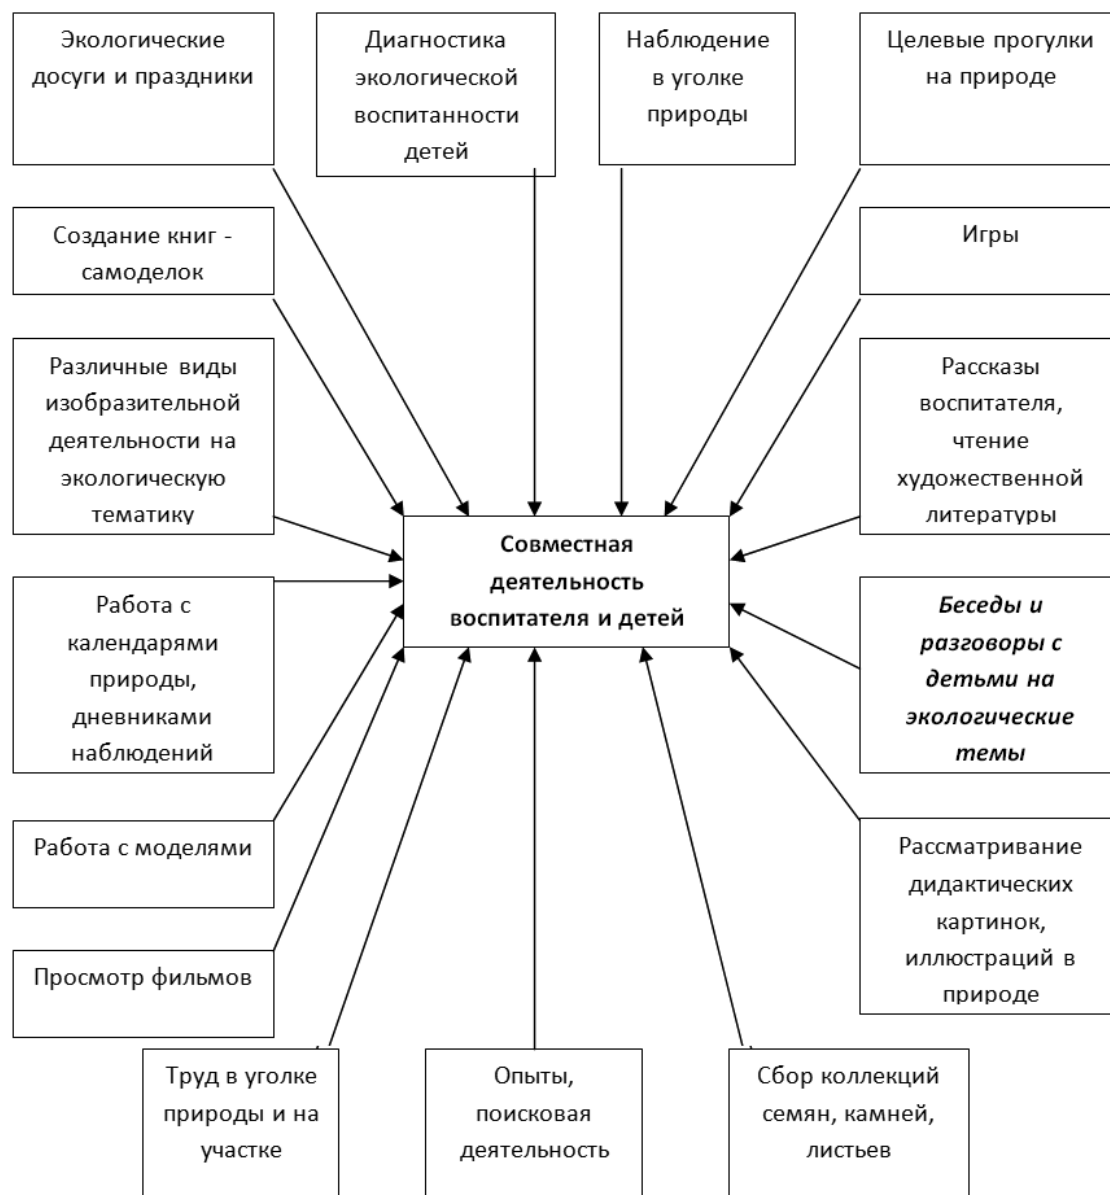 Экологические
досуги и праздники
Диагностика
экологической
воспитанности
детей
Наблюдение
в уголке
природы
Целевые прогулки
на природе
Создание книг -
самоделок
Игры
Различные виды
изобразительной
деятельности на
экологическую
тематику
Рассказы
воспитателя,
чтение
художественной
литературы
Совместная
деятельность
воспитателя и детей
Работа с
календарями
природы,
дневниками
наблюдений
Беседы и
разговоры с
детьми на
экологические
темы
Работа с моделями
Рассматривание
дидактических
картинок,
иллюстраций в
природе
Просмотр фильмов
Труд в уголке
природы и на
участке
Опыты,
поисковая
деятельность
Сбор коллекций
семян, камней,
листьев